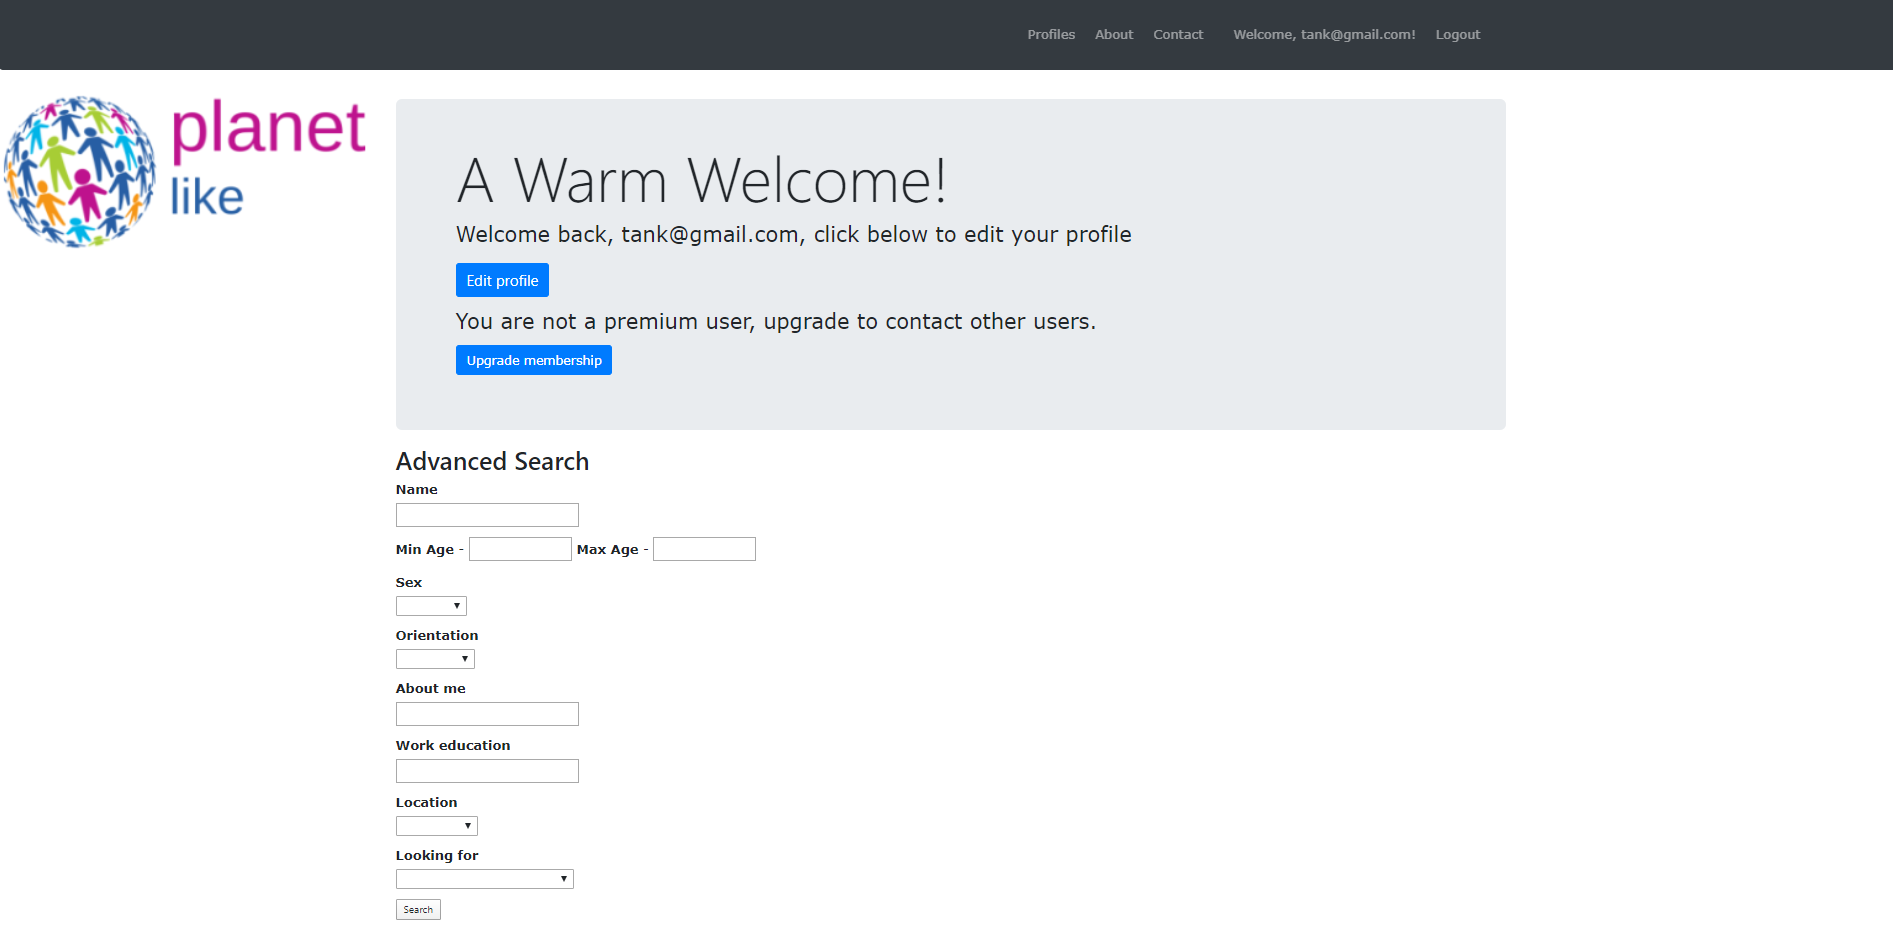 Profiles About Contact Welcome, tank@gmail.com! Logout
planet
like
A Warm Welcome!
Welcome back, tank@gmail.com, click below to edit your profile
Edit profile
You are not a premium user, upgrade to contact other users.
Upgrade membership
Advanced Search
Name
Min Age - Max Age -
Sex
Orientation
About me
Work education
Location
Looking for
Search